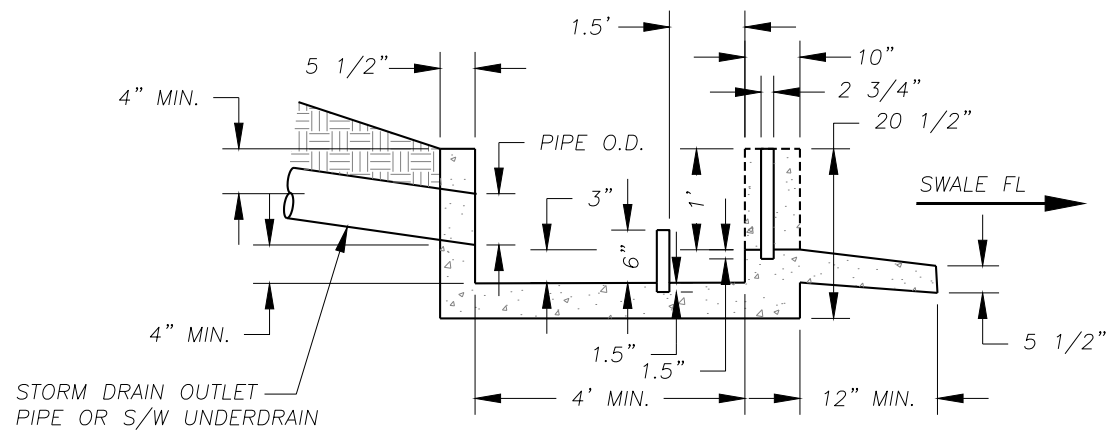 1.5'
10"
5 1/2"
2 3/4"
4" MIN.
20 1/2"
PIPE O.D.
SWALE FL
3"
1'
6"
4" MIN.
1.5"
1.5"
5 1/2"
STORM DRAIN OUTLET
PIPE OR S/W UNDERDRAIN
4' MIN.
12" MIN.